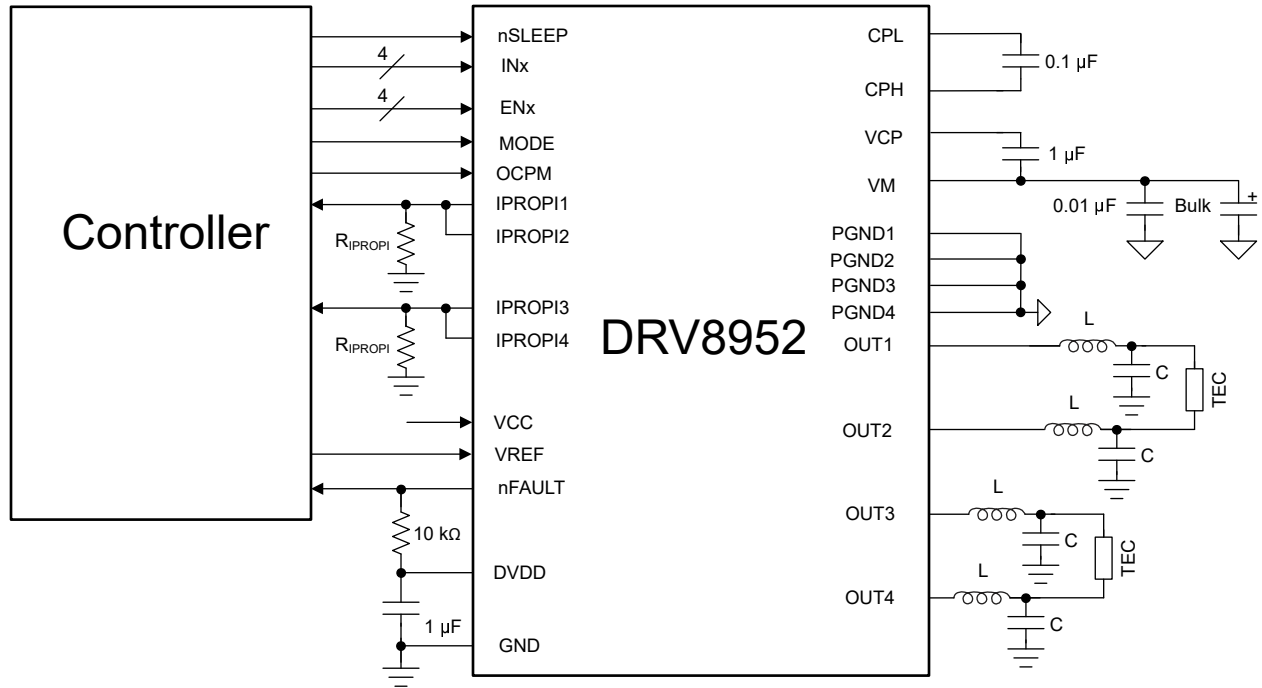 Controller
4
4
R_IPROPI
R_IPROPI
10 kΩ
1 µF
nSLEEP
INx
ENx
MODE
OCPM
IPROPI1
IPROPI2
IPROPI3
IPROPI4
VCC
VREF
nFAULT
DVDD
GND
DRV8952
CPL
CPH
VCP
VM
PGND1
PGND2
PGND3
PGND4
OUT1
OUT2
OUT3
OUT4
0.1 µF
1 µF
0.01 µF
Bulk
+
L
C
TEC
L
C
L
C
TEC
L
C